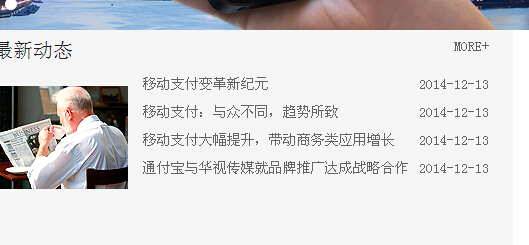 最新动态
MORE+
移动支付变革新纪元 2014-12-13
移动支付：与众不同，趋势所致 2014-12-13
移动支付大幅提升，带动商务类应用增长 2014-12-13
通付宝与华视传媒就品牌推广达成战略合作 2014-12-13
BUSINESS